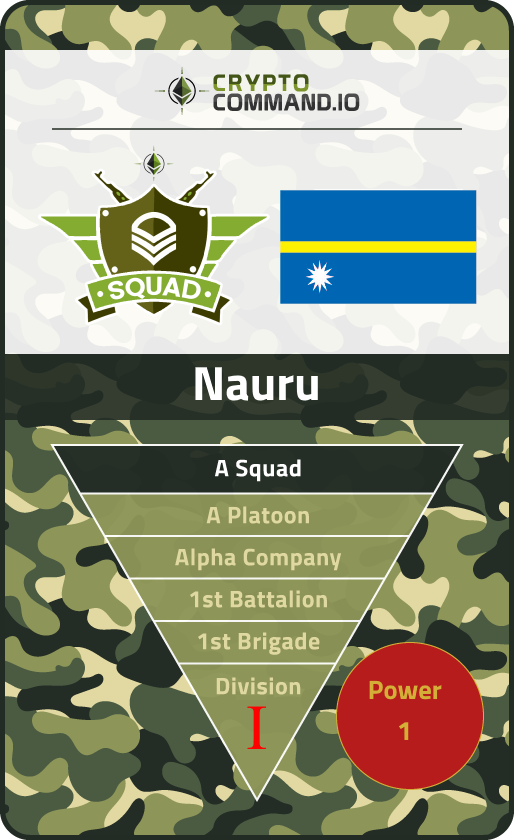 CRYPTO
COMMAND.IO
SQUAD
Nauru
A Squad
A Platoon
Alpha Company
1st Battalion
1st Brigade
Division
I
Power
1